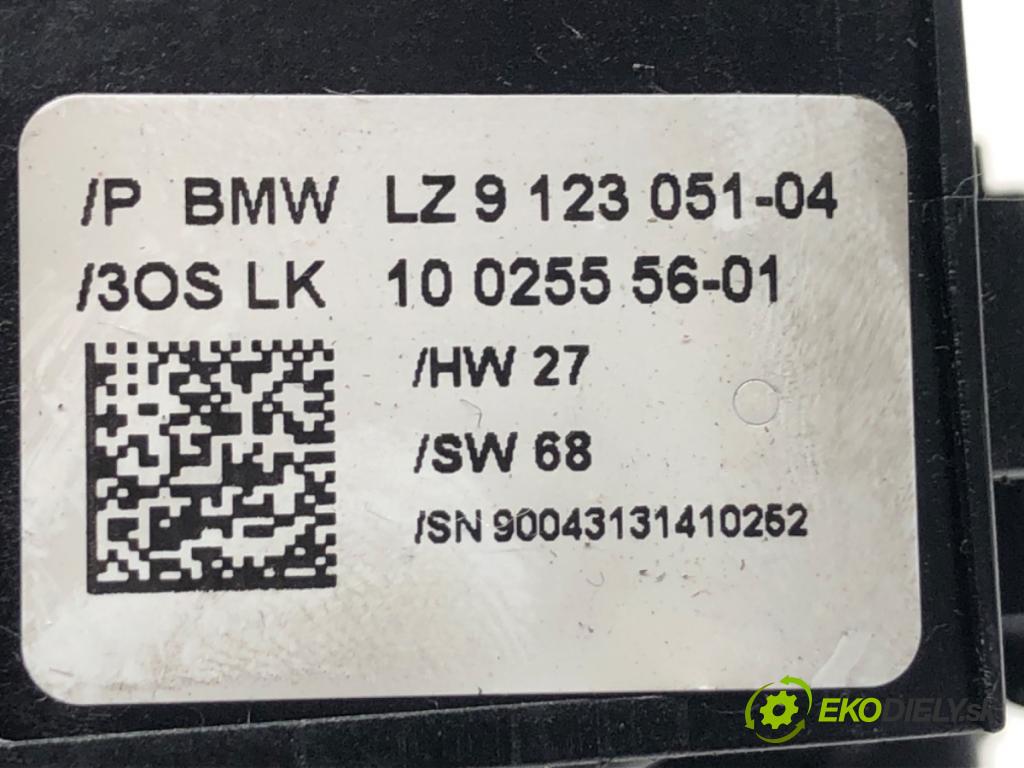 /P BMW LZ 9 123 051-04
/3OS LK 10 0255 56-01
/HW 27
/SW 68
/SN 90043131410252
EKODIELY.sk